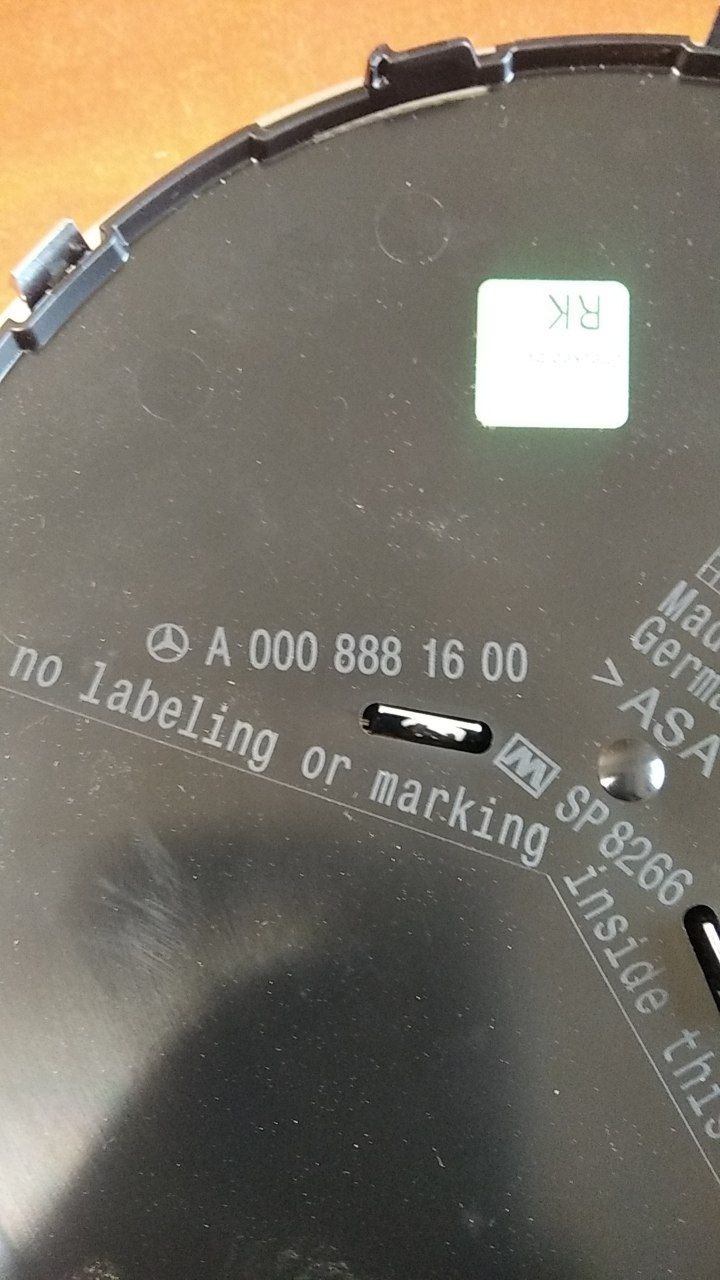 RK
A 000 888 16 00
no labeling or marking inside this
SP 8266
Mad
Germ
>ASA